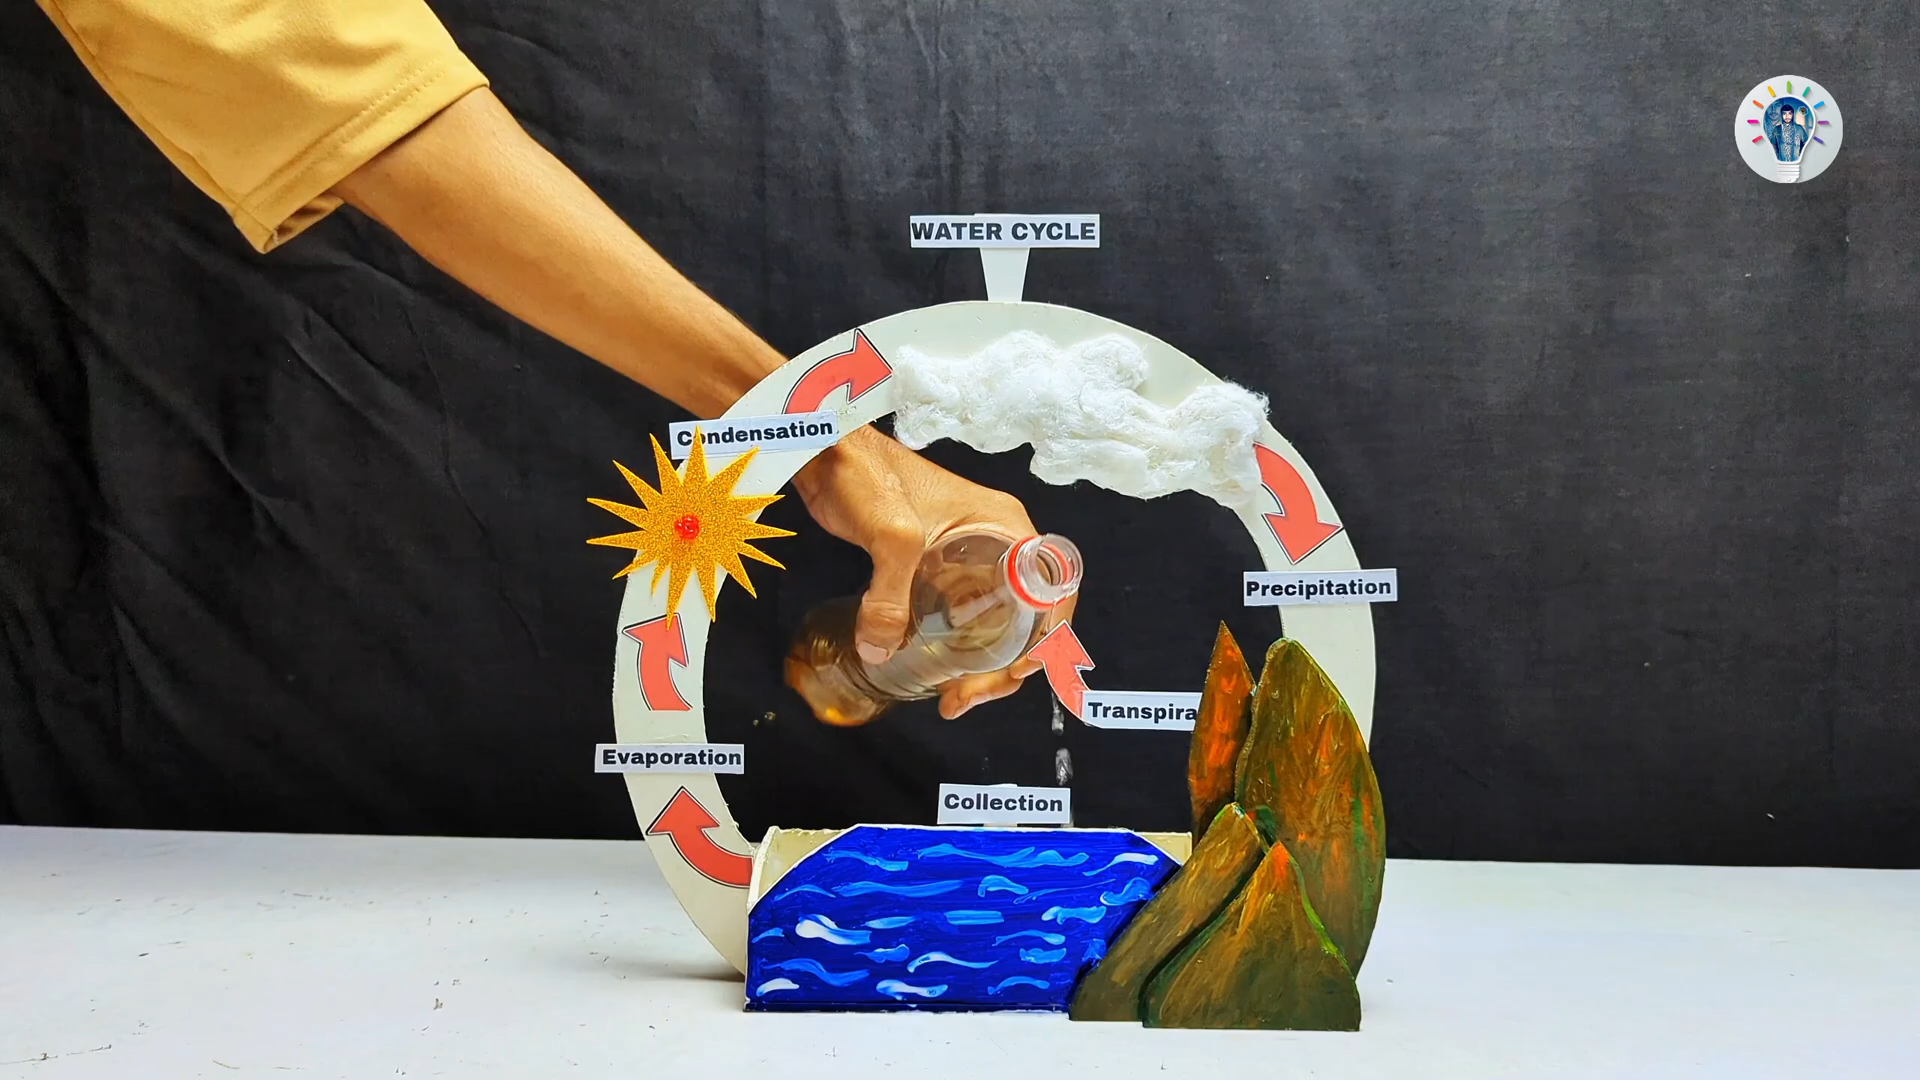 WATER CYCLE
Condensation
Precipitation
Transpira
Evaporation
Collection